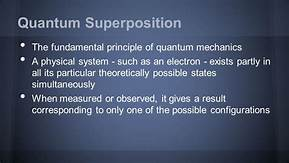 Quantum Superposition
• The fundamental principle of quantum mechanics
• A physical system - such as an electron - exists partly in
all its particular theoretically possible states
simultaneously
• When measured or observed, it gives a result
corresponding to only one of the possible configurations